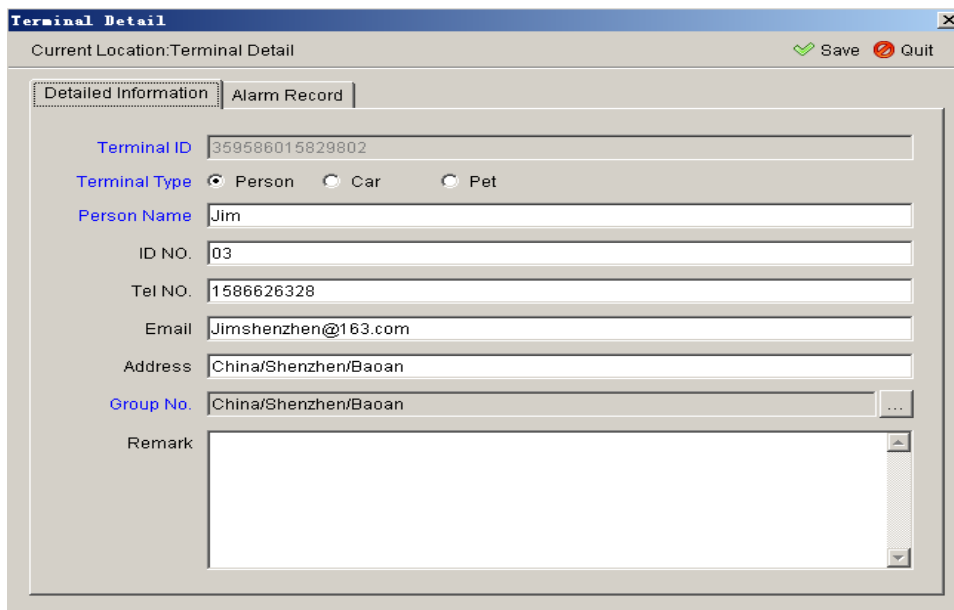 Terminal Detail
Current Location:Terminal Detail Save Quit
Detailed Information Alarm Record
Terminal ID 359586015829802
Terminal Type Person Car Pet
Person Name Jim
ID NO. 03
Tel NO. 1586626328
Email Jimshenzhen@163.com
Address China/Shenzhen/Baoan
Group No. China/Shenzhen/Baoan ...
Remark